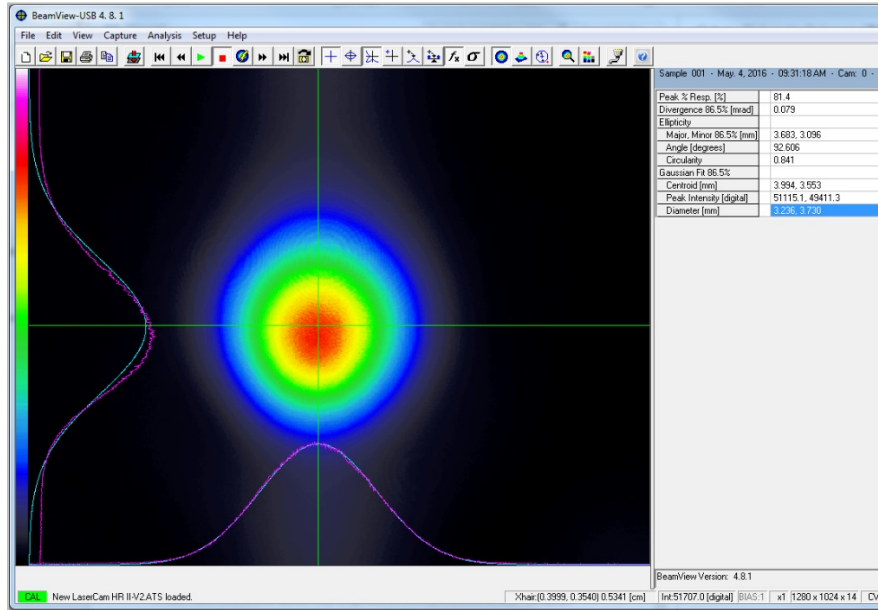 BeamView-USB 4. 8. 1
File Edit View Capture Analysis Setup Help
Sample 001 - May. 4, 2016 - 09:31:18 AM - Cam: 0 -
Peak % Resp. [%] 81.4
Divergence 86.5% [mrad] 0.079
Ellipticity
Major, Minor 86.5% [mm] 3.683, 3.096
Angle [degrees] 92.606
Circularity 0.841
Gaussian Fit 86.5%
Centroid [mm] 3.994, 3.553
Peak Intensity [digital] 51115.1, 49411.3
Diameter [mm] 3.236, 3.730
BeamView Version: 4.8.1
CAL New LaserCam HR II-V2.ATS loaded. Xhair:(0.3999, 0.3540) 0.5341 [cm] Int:51707.0 [digital] BIAS:1 x1 1280 x 1024 x 14 CV